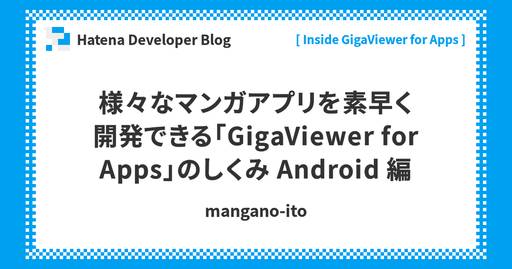 Hatena Developer Blog
[ Inside GigaViewer for Apps ]
様々なマンガアプリを素早く
開発できる「GigaViewer for
Apps」のしくみ Android 編
mangano-ito